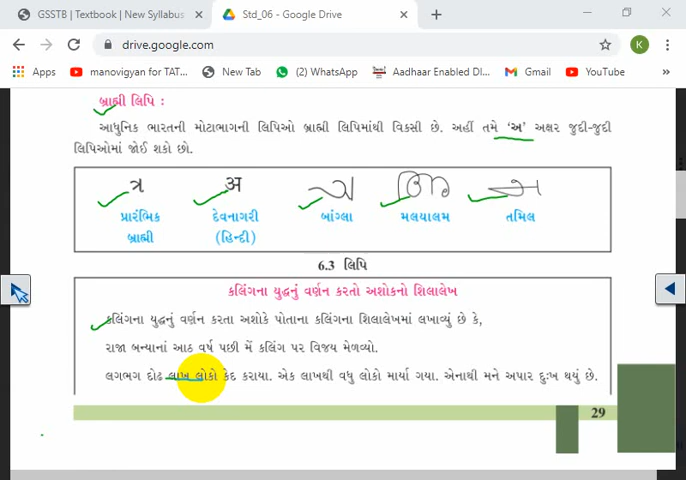 GSSTB | Textbook | New Syllabus
Std_06 - Google Drive
drive.google.com
K
Apps
manovigyan for TAT...
New Tab
(2) WhatsApp
Aadhaar Enabled DI...
Gmail
YouTube
બ્રાહ્મી લિપિ :
આધુનિક ભારતની મોટાભાગની લિપિઓ બ્રાહ્મી લિપિમાંથી વિકસી છે. અહીં તમે ‘અ’ અક્ષર જુદી-જુદી
લિપિઓમાં જોઈ શકો છો.
अ
પ્રારંભિક બ્રાહ્મી
દેવનાગરી (હિન્દી)
બાંગ્લા
મલયાલમ
તમિલ
6.3 લિપિ
કલિંગના યુદ્ધનું વર્ણન કરતો અશોકનો શિલાલેખ
કલિંગના યુદ્ધનું વર્ણન કરતા અશોકે પોતાના કલિંગના શિલાલેખમાં લખાવ્યું છે કે,
રાજા બન્યાનાં આઠ વર્ષ પછી મેં કલિંગ પર વિજય મેળવ્યો.
લગભગ દોઢ લાખ લોકો કેદ કરાયા. એક લાખથી વધુ લોકો માર્યા ગયા. એનાથી મને અપાર દુઃખ થયું છે.
29